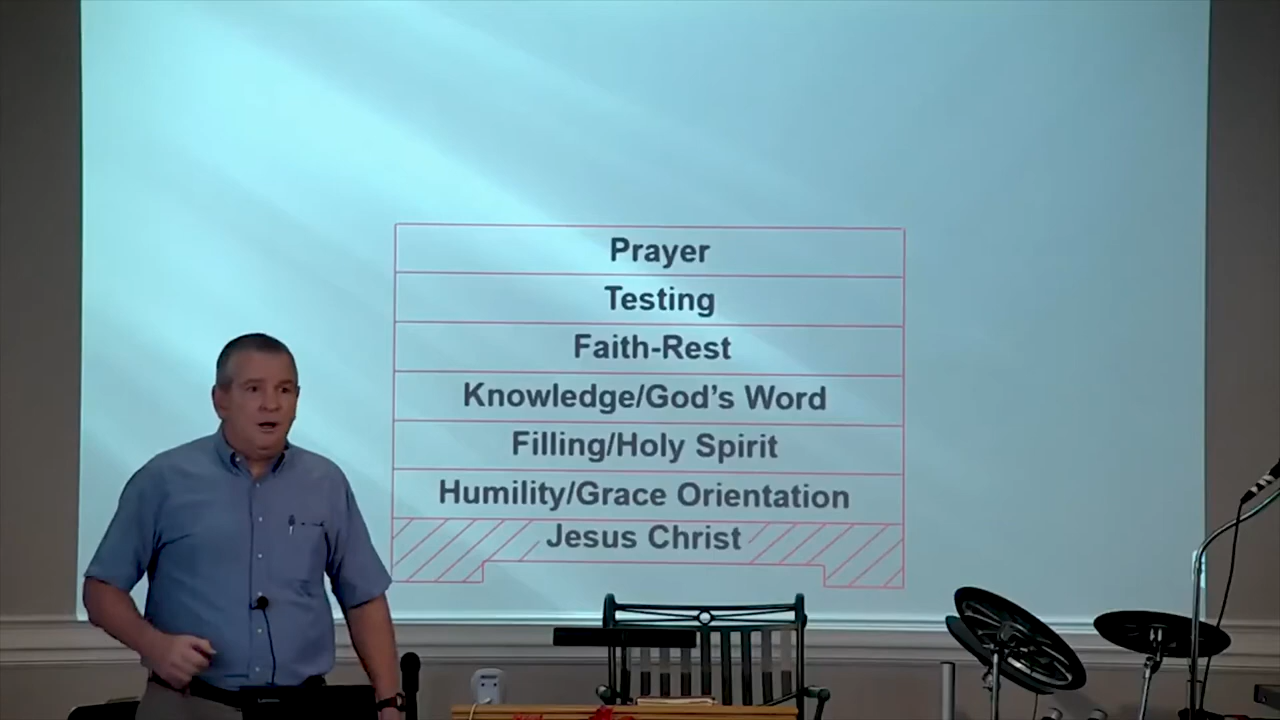 Prayer
Testing
Faith-Rest
Knowledge/God's Word
Filling/Holy Spirit
Humility/Grace Orientation
Jesus Christ